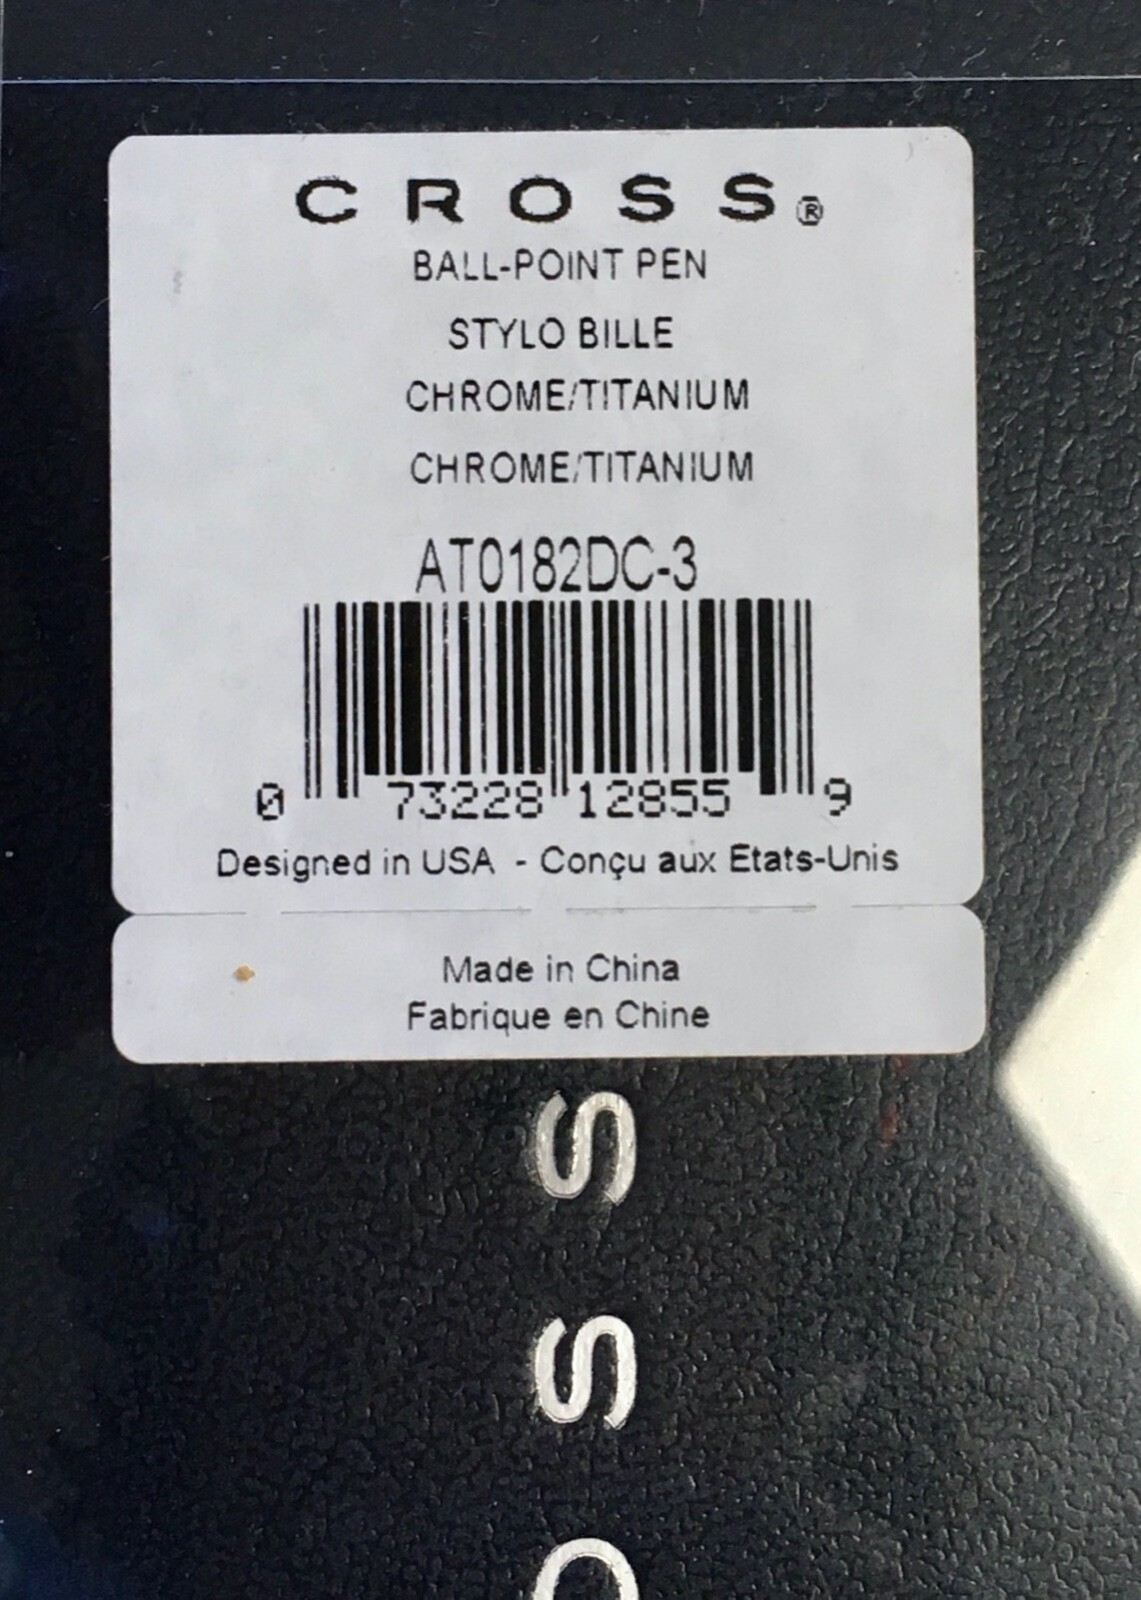 CROSS®
BALL-POINT PEN
STYLO BILLE
CHROME/TITANIUM
CHROME/TITANIUM
AT0182DC-3
0 73228 12855 9
Designed in USA - Conçu aux Etats-Unis
Made in China
Fabrique en Chine
OSS